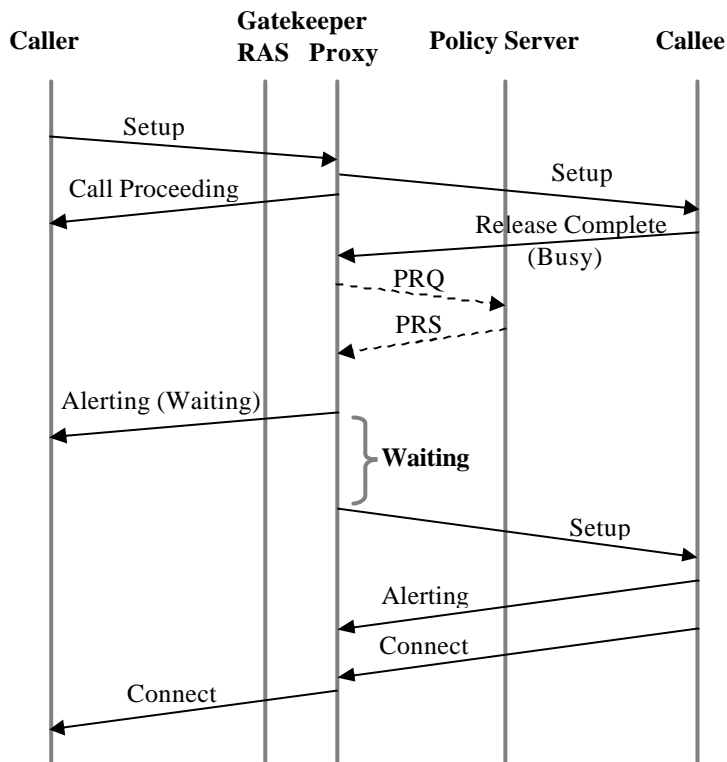 Gatekeeper
Caller RAS Proxy Policy Server Callee
Setup
Setup
Call Proceeding
Release Complete
(Busy)
PRQ
PRS
Alerting (Waiting)
Waiting
Setup
Alerting
Connect
Connect